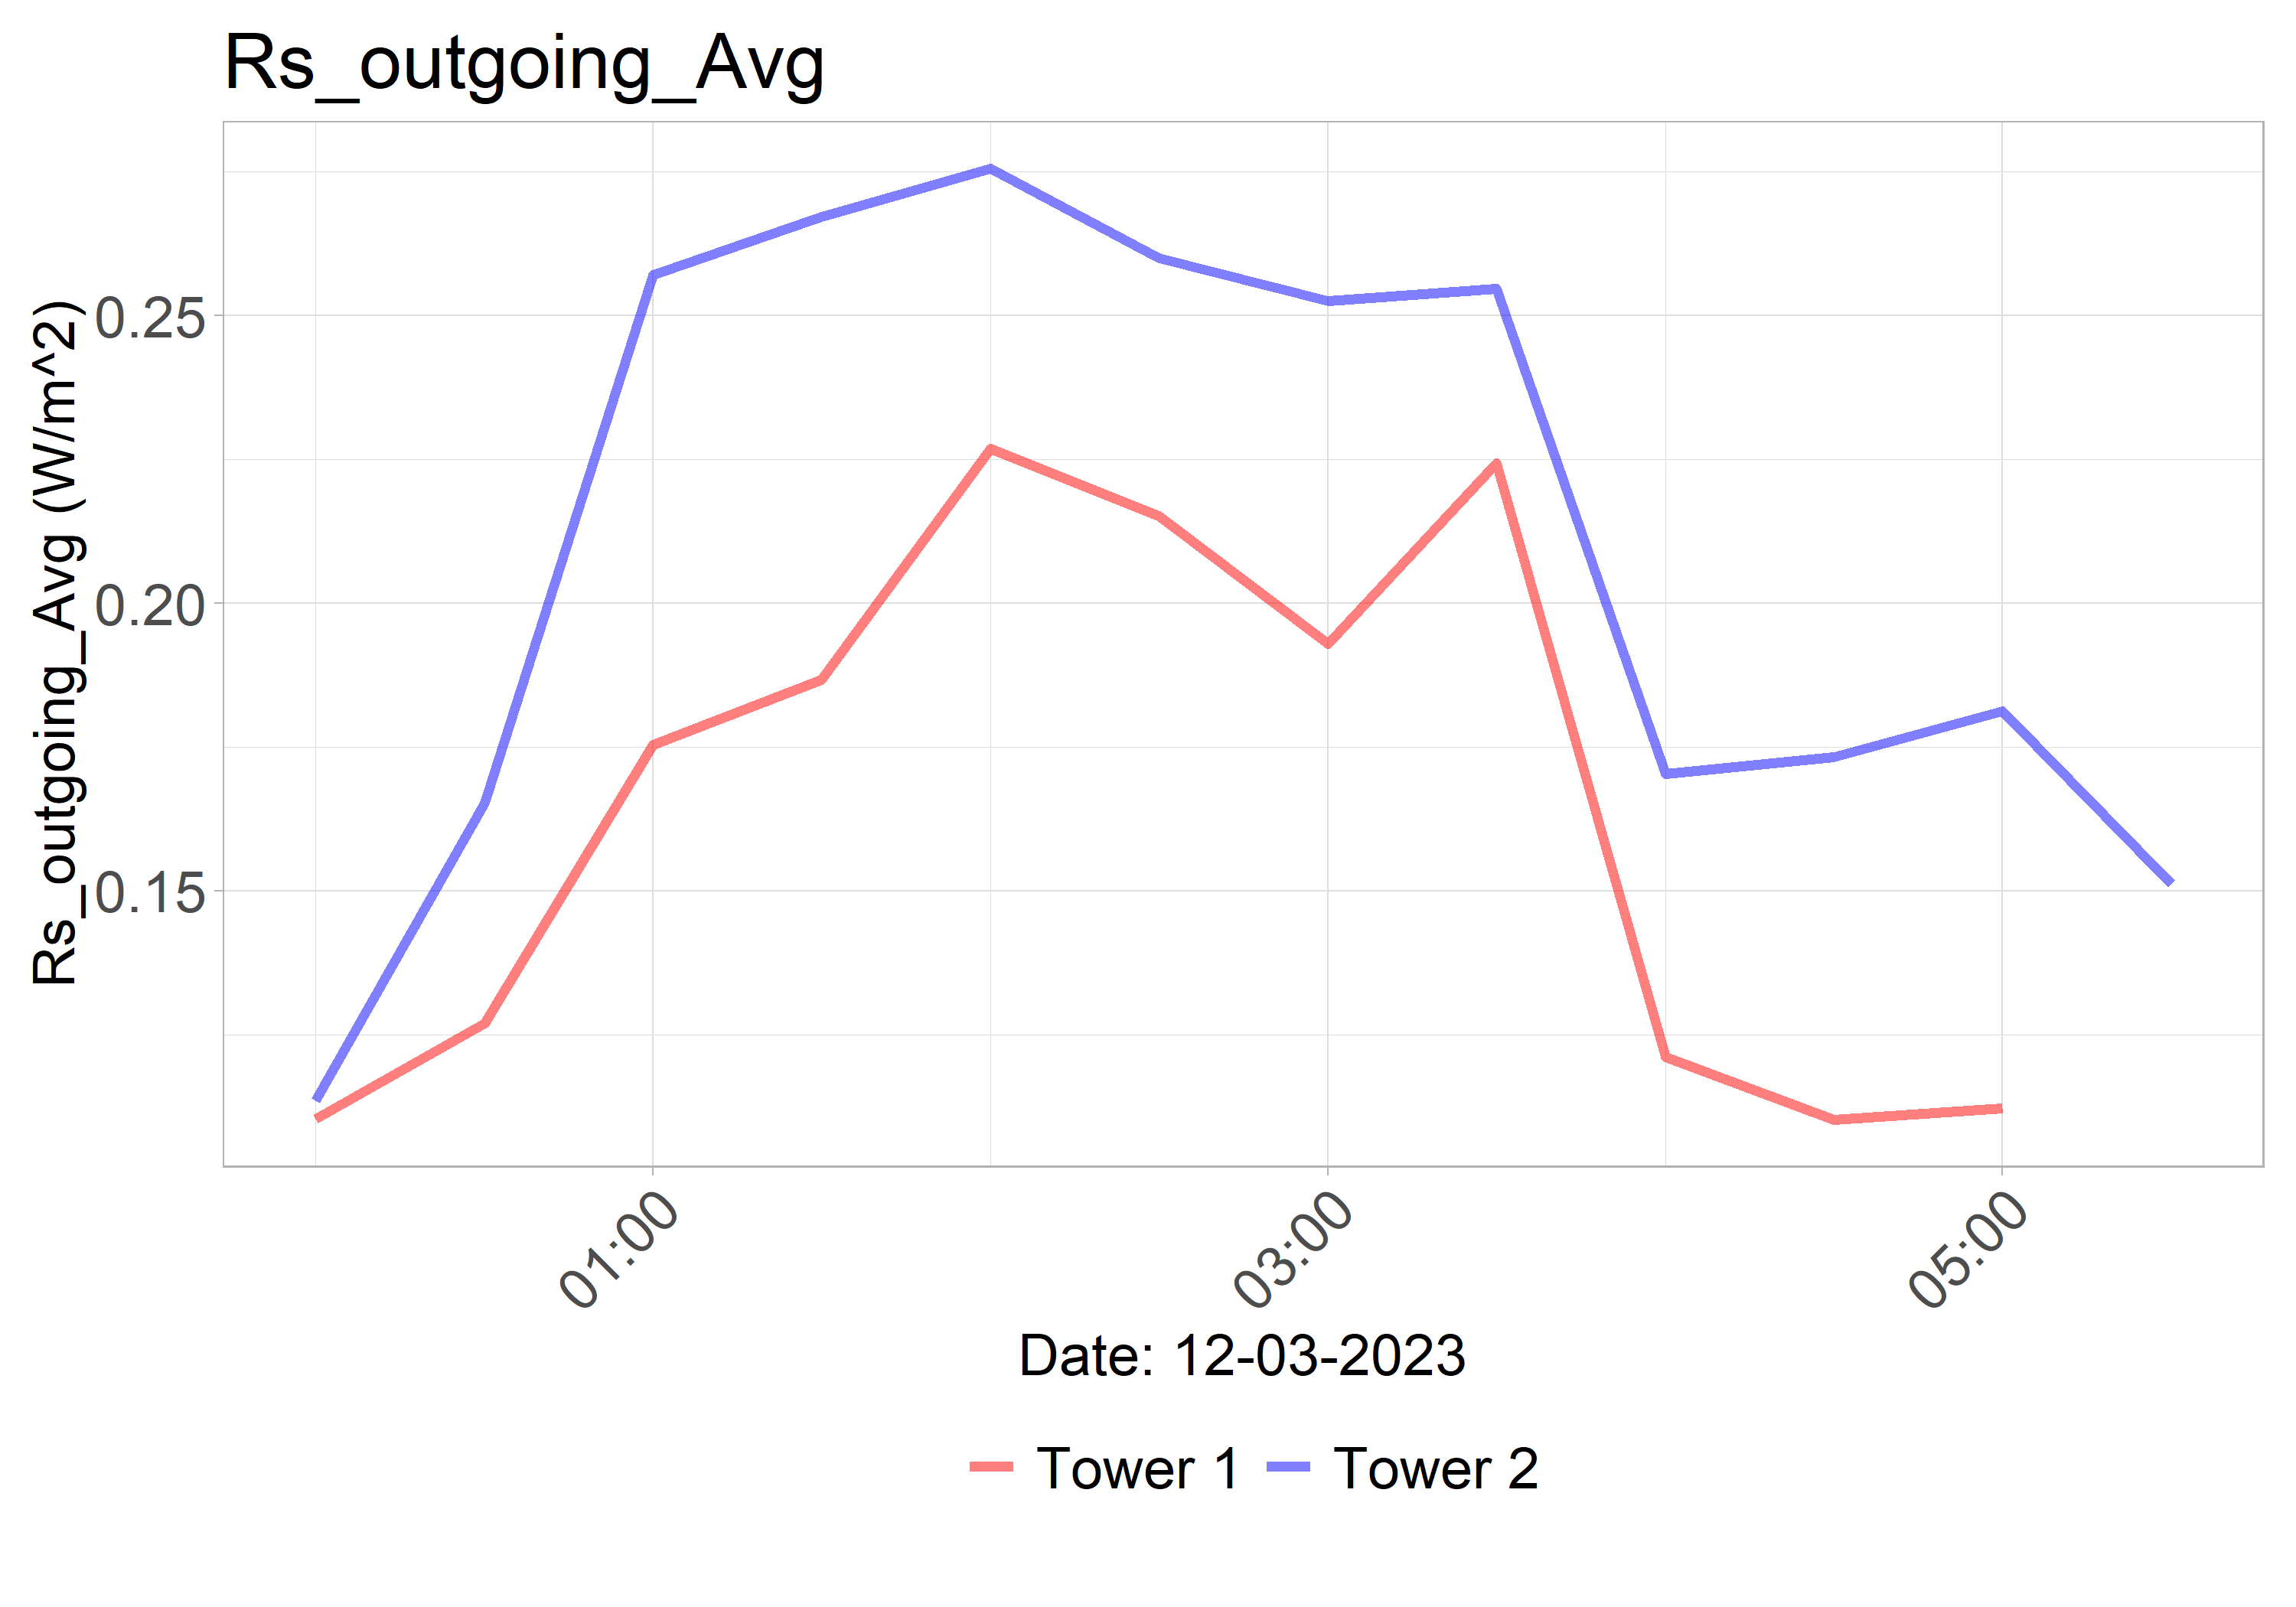 Rs_outgoing_Avg
Rs_outgoing_Avg (W/m^2)
0.25
0.20
0.15
01:00
03:00
05:00
Date: 12-03-2023
Tower 1
Tower 2